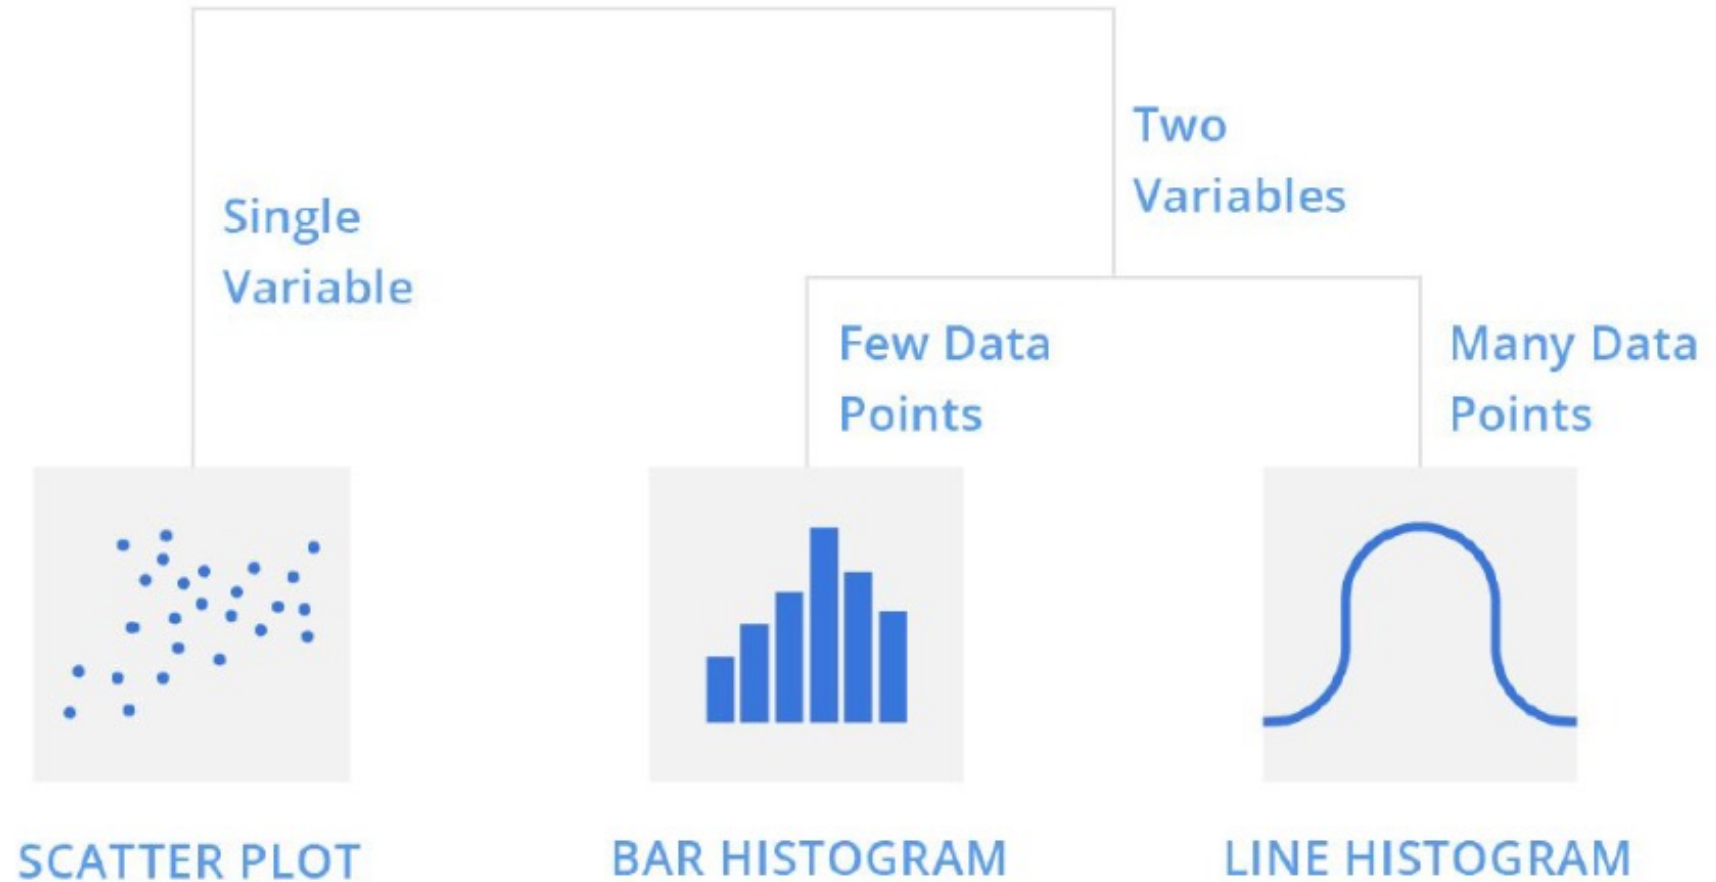 Single
Variable
Two
Variables
Few Data
Points
Many Data
Points
SCATTER PLOT
BAR HISTOGRAM
LINE HISTOGRAM